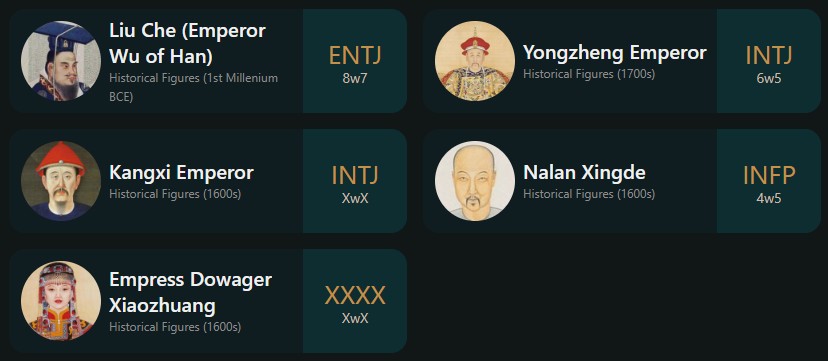 Liu Che (Emperor
Wu of Han)
Historical Figures (1st Millenium
BCE)
ENTJ
8w7
Yongzheng Emperor
Historical Figures (1700s)
INTJ
6w5
Kangxi Emperor
Historical Figures (1600s)
INTJ
XwX
Nalan Xingde
Historical Figures (1600s)
INFP
4w5
Empress Dowager
Xiaozhuang
Historical Figures (1600s)
XXXX
XwX